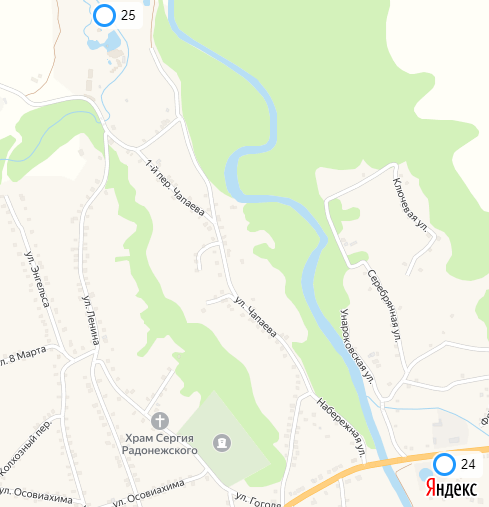 25
1-й пер. Чапаева
Ключевая ул.
ул. Энгельса
ул. Ленина
Серебрянная ул.
ул. Чапаева
Унароковская ул.
л. 8 Марта
Набережная ул.
Колхозный пер.
Храм Сергия
Радонежского
24
Яндекс
ул. Осовиахима
ул. Осовиахима
ул. Гоголя